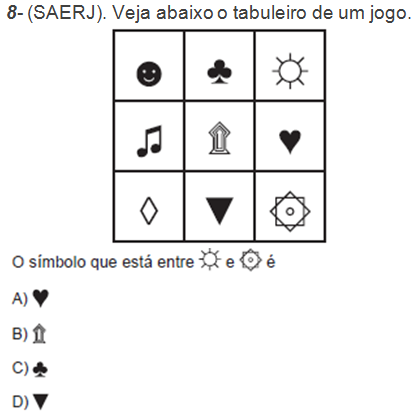 8- (SAERJ). Veja abaixo o tabuleiro de um jogo.
O símbolo que está entre ☼ e ۞ é
A) ♥
B) ۩
C) ♣
D) ▼